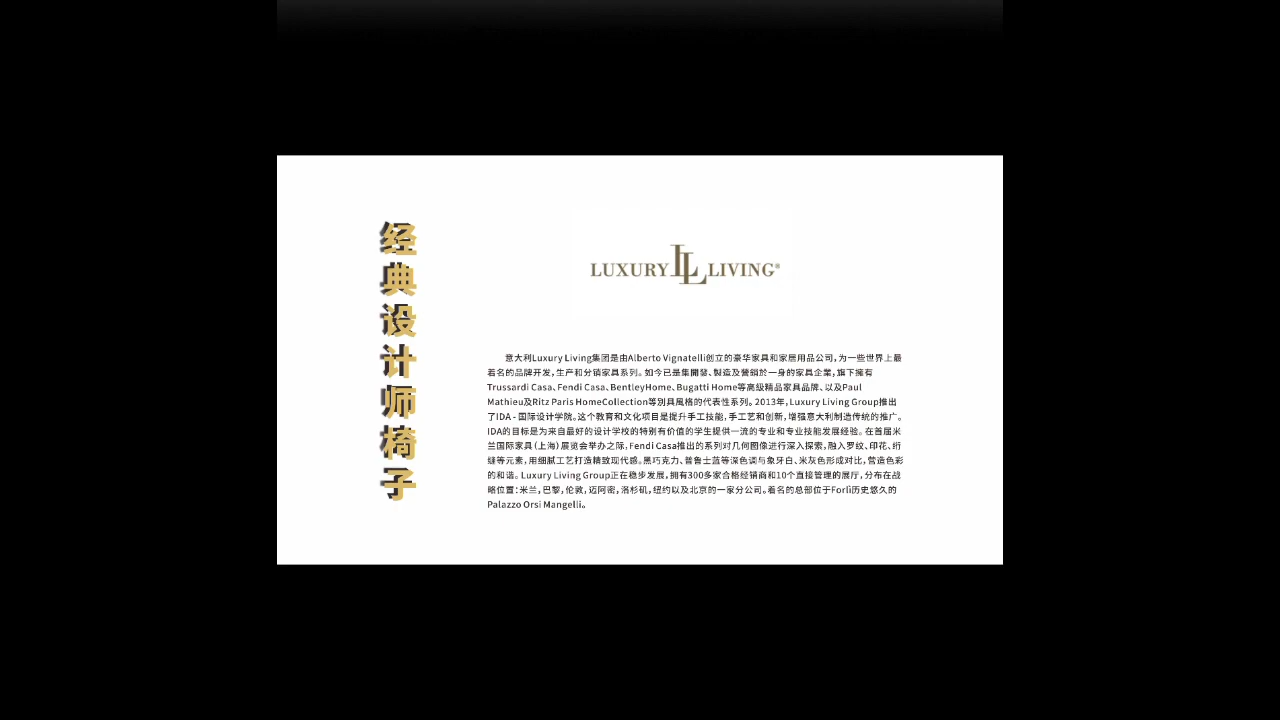 经典设计师椅子
LUXURY LL LIVING®
意大利Luxury Living集团是由Alberto Vignatelli创立的豪华家具和家居用品公司，为一些世界上最
着名的品牌开发，生产和分销家具系列。如今已是集開發、製造及營銷於一身的家具企業，旗下擁有
Trussardi Casa、Fendi Casa、BentleyHome、Bugatti Home等高級精品家具品牌、以及Paul
Mathieu及Ritz Paris HomeCollection等別具風格的代表性系列。2013年，Luxury Living Group推出
了IDA - 国际设计学院。这个教育和文化项目是提升手工技能，手工艺和创新，增强意大利制造传统的推广。
IDA的目标是为来自最好的设计学校的特别有价值的学生提供一流的专业和专业技能发展经验。在首届米
兰国际家具（上海）展览会举办之际，Fendi Casa推出的系列对几何图像进行深入探索，融入罗纹、印花、绗
缝等元素，用细腻工艺打造精致现代感。黑巧克力、普鲁士蓝等深色调与象牙白、米灰色形成对比，营造色彩
的和谐。Luxury Living Group正在稳步发展，拥有300多家合格经销商和10个直接管理的展厅，分布在战
略位置：米兰，巴黎，伦敦，迈阿密，洛杉矶，纽约以及北京的一家分公司。着名的总部位于Forlì历史悠久的
Palazzo Orsi Mangelli。